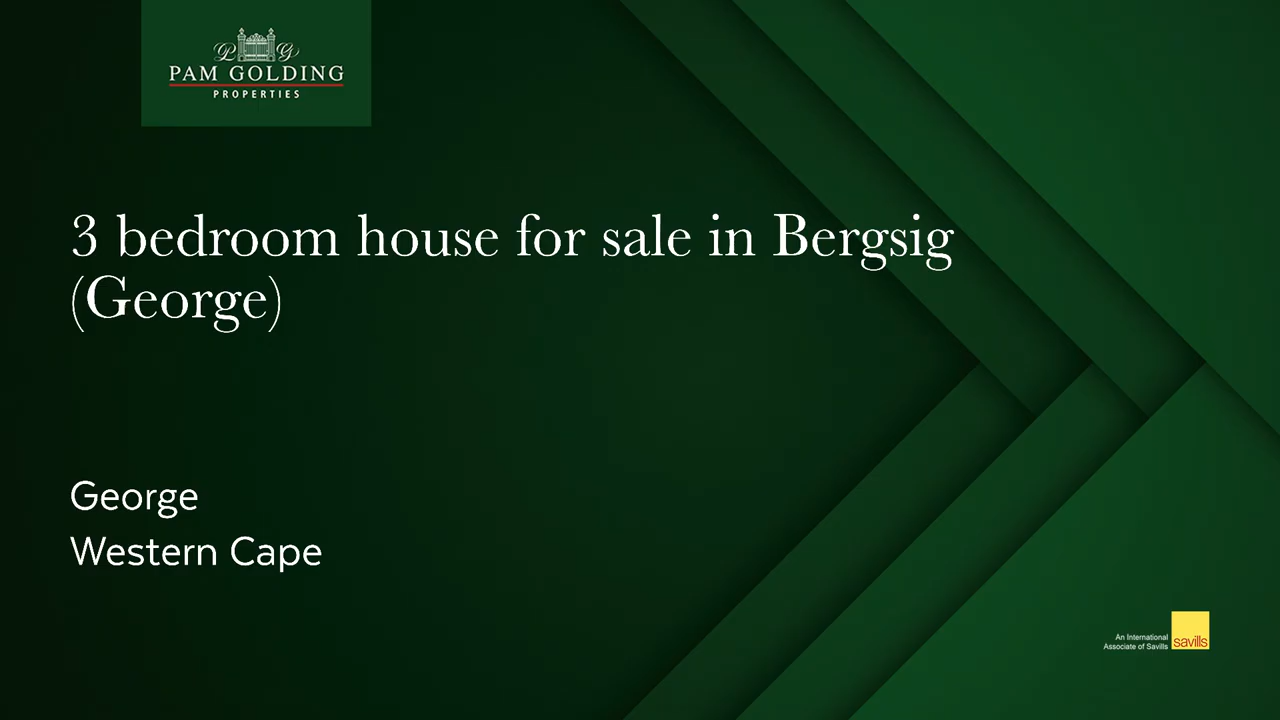 PG
PAM GOLDING
PROPERTIES
3 bedroom house for sale in Bergsig
(George)
George
Western Cape
An International
Associate of Savills
savills